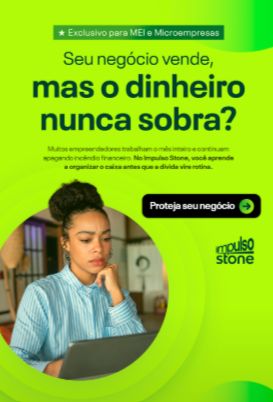 ★ Exclusivo para MEI e Microempresas
Seu negócio vende,
mas o dinheiro
nunca sobra?
Muitos empreendedores trabalham o mês inteiro e continuam
apagando incêndio financeiro. No Impulso Stone, você aprende
a organizar o caixa antes que a dívida vire rotina.
Proteja seu negócio
impulso
stone